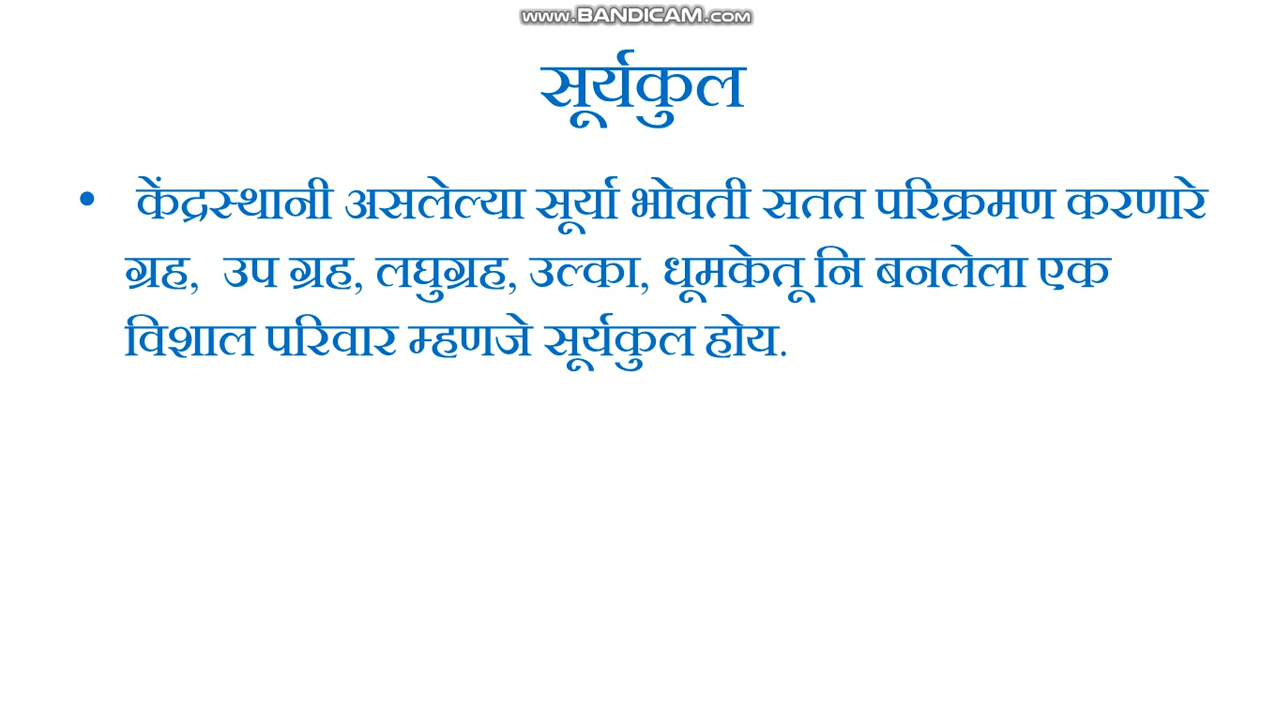 www.BANDICAM.com
सूर्यकुल
• केंद्रस्थानी असलेल्या सूर्या भोवती सतत परिक्रमण करणारे
ग्रह, उप ग्रह, लघुग्रह, उल्का, धूमकेतू नि बनलेला एक
विशाल परिवार म्हणजे सूर्यकुल होय.